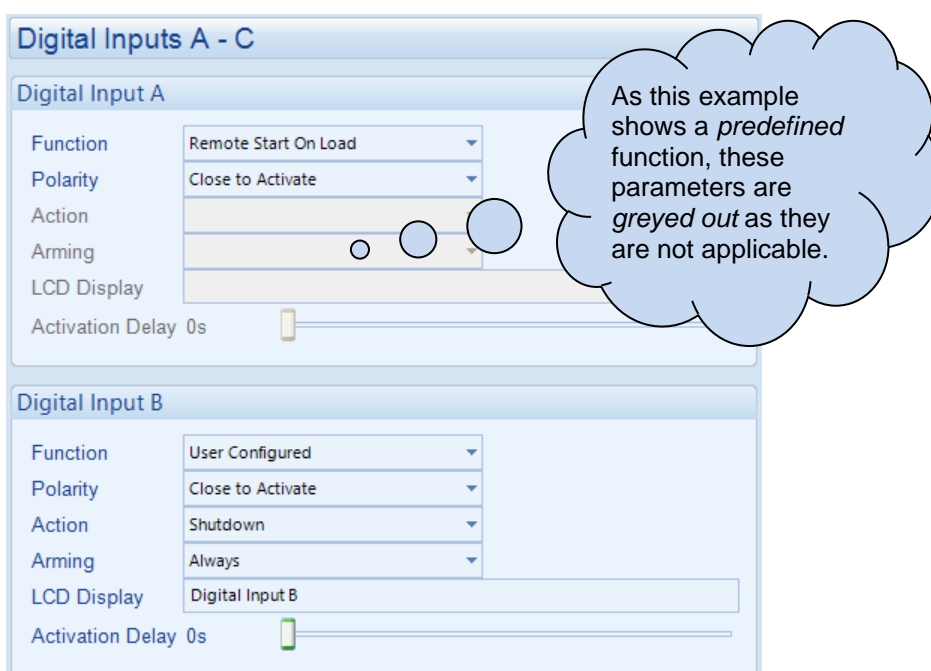 Digital Inputs A - C
Digital Input A
Function Remote Start On Load
Polarity Close to Activate
Action
Arming
LCD Display
Activation Delay 0s
As this example
shows a predefined
function, these
parameters are
greyed out as they
are not applicable.
Digital Input B
Function User Configured
Polarity Close to Activate
Action Shutdown
Arming Always
LCD Display Digital Input B
Activation Delay 0s